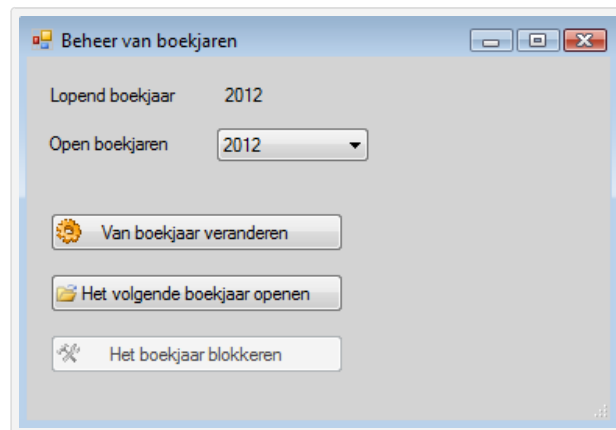 Beheer van boekjaren
Lopend boekjaar 2012
Open boekjaren 2012
Van boekjaar veranderen
Het volgende boekjaar openen
Het boekjaar blokkeren